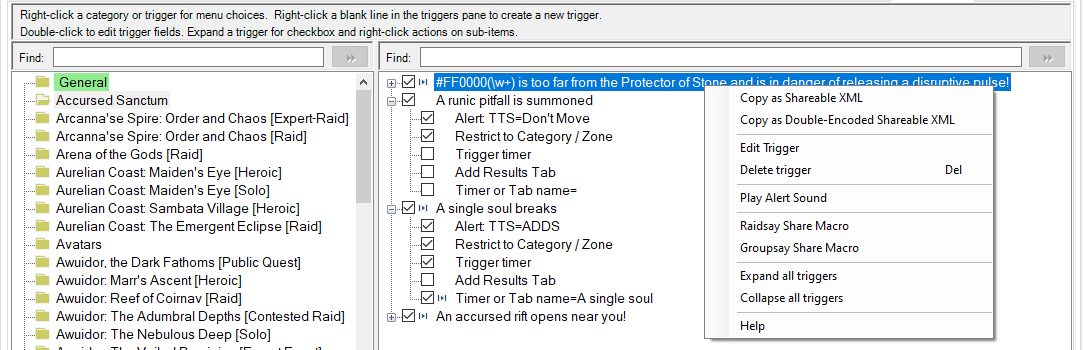 Right-click a category or trigger for menu choices.  Right-click a blank line in the triggers pane to create a new trigger.
Double-click to edit trigger fields. Expand a trigger for checkbox and right-click actions on sub-items.
Find:
Find:
General
Accursed Sanctum
Arcanna'se Spire: Order and Chaos [Expert-Raid]
Arcanna'se Spire: Order and Chaos [Raid]
Arena of the Gods [Raid]
Aurelian Coast: Maiden's Eye [Heroic]
Aurelian Coast: Maiden's Eye [Solo]
Aurelian Coast: Sambata Village [Heroic]
Aurelian Coast: The Emergent Eclipse [Raid]
Avatars
Awuidor, the Dark Fathoms [Public Quest]
Awuidor: Marr's Ascent [Heroic]
Awuidor: Reef of Coirnav [Raid]
Awuidor: The Adumbral Depths [Contested Raid]
Awuidor: The Nebulous Deep [Solo]
#FF0000(\w+) is too far from the Protector of Stone and is in danger of releasing a disruptive pulse!
A runic pitfall is summoned
Alert: TTS=Don't Move
Restrict to Category / Zone
Trigger timer
Add Results Tab
Timer or Tab name=
A single soul breaks
Alert: TTS=ADDS
Restrict to Category / Zone
Trigger timer
Add Results Tab
Timer or Tab name=A single soul
An accursed rift opens near you!
Copy as Shareable XML
Copy as Double-Encoded Shareable XML
Edit Trigger
Delete trigger Del
Play Alert Sound
Raidsay Share Macro
Groupsay Share Macro
Expand all triggers
Collapse all triggers
Help